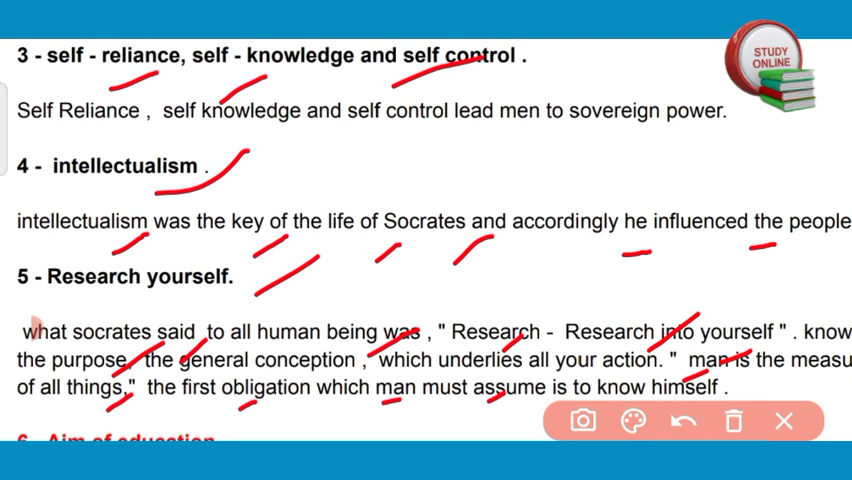 STUDY
ONLINE
3 - self - reliance, self - knowledge and self control .
Self Reliance , self knowledge and self control lead men to sovereign power.
4 - intellectualism .
intellectualism was the key of the life of Socrates and accordingly he influenced the people
5 - Research yourself.
what socrates said to all human being was , " Research - Research into yourself " . know
the purpose, the general conception , which underlies all your action. " man is the measu
of all things," the first obligation which man must assume is to know himself .
6 - Aim of education